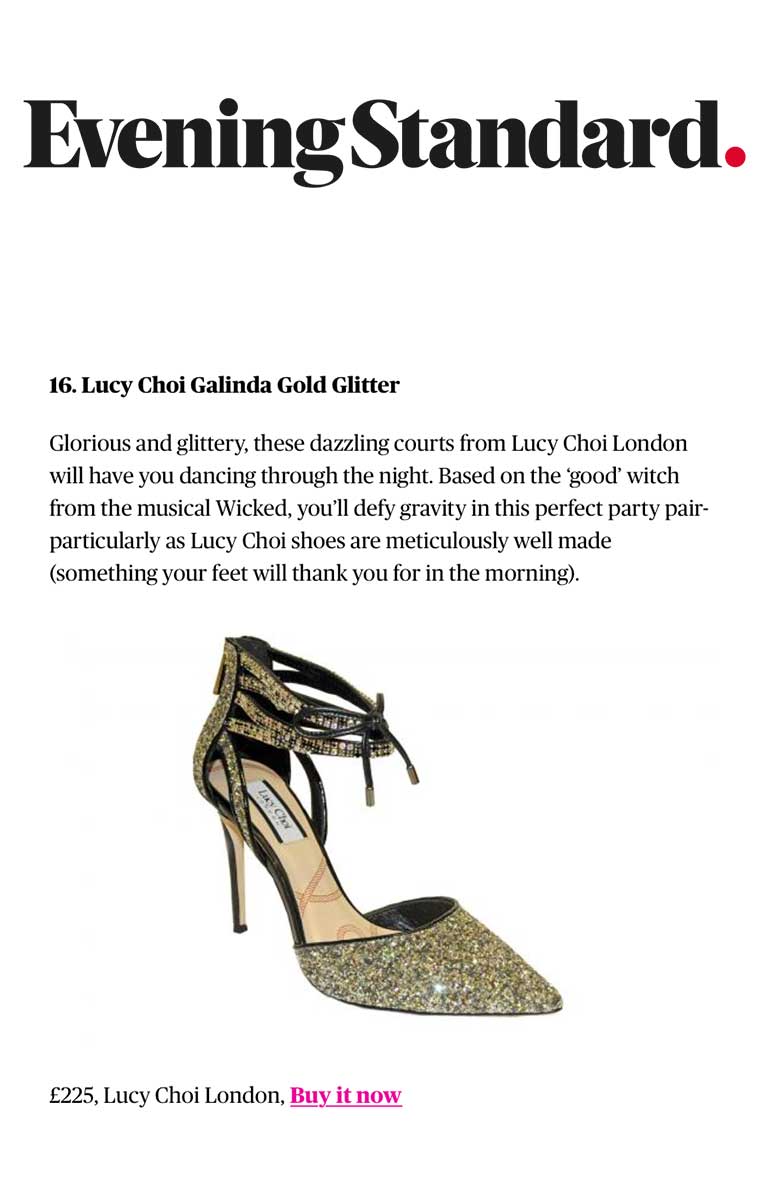 Evening Standard.
16. Lucy Choi Galinda Gold Glitter
Glorious and glittery, these dazzling courts from Lucy Choi London
will have you dancing through the night. Based on the ‘good’ witch
from the musical Wicked, you’ll defy gravity in this perfect party pair-
particularly as Lucy Choi shoes are meticulously well made
(something your feet will thank you for in the morning).
Lucy Choi
£225, Lucy Choi London, Buy it now